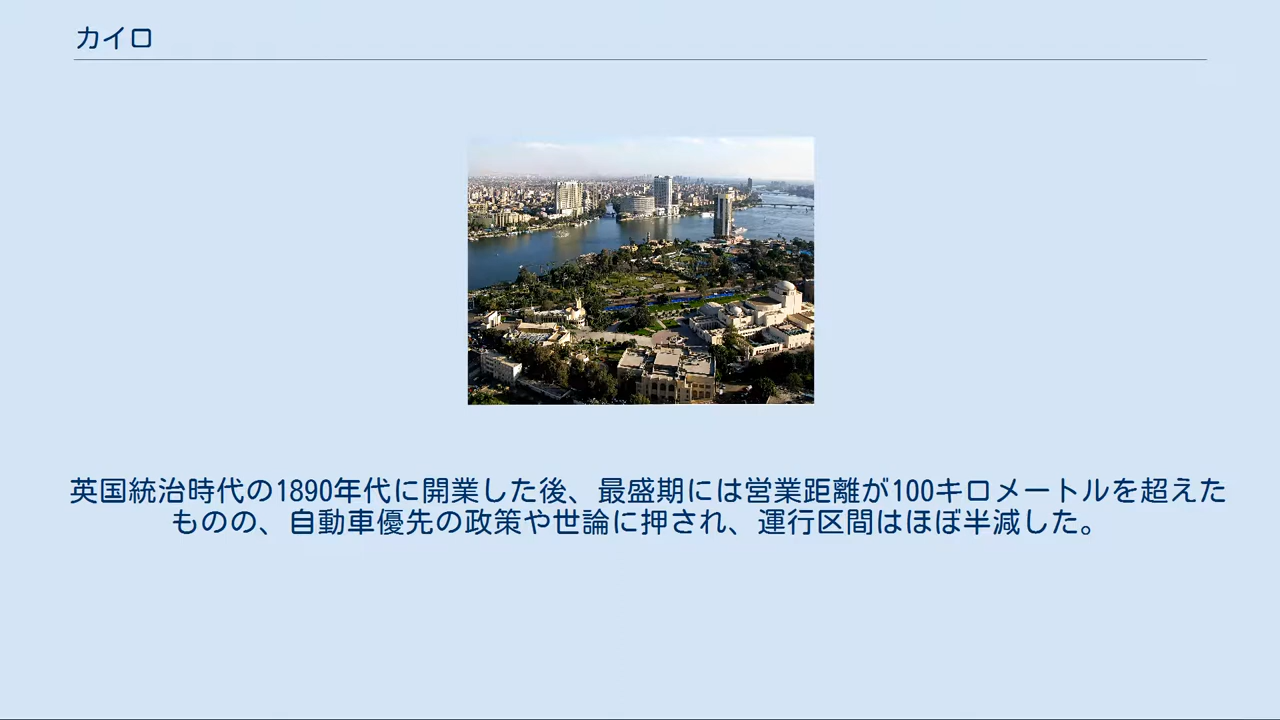 カイロ
英国統治時代の1890年代に開業した後、最盛期には営業距離が100キロメートルを超えた
ものの、自動車優先の政策や世論に押され、運行区間はほぼ半減した。